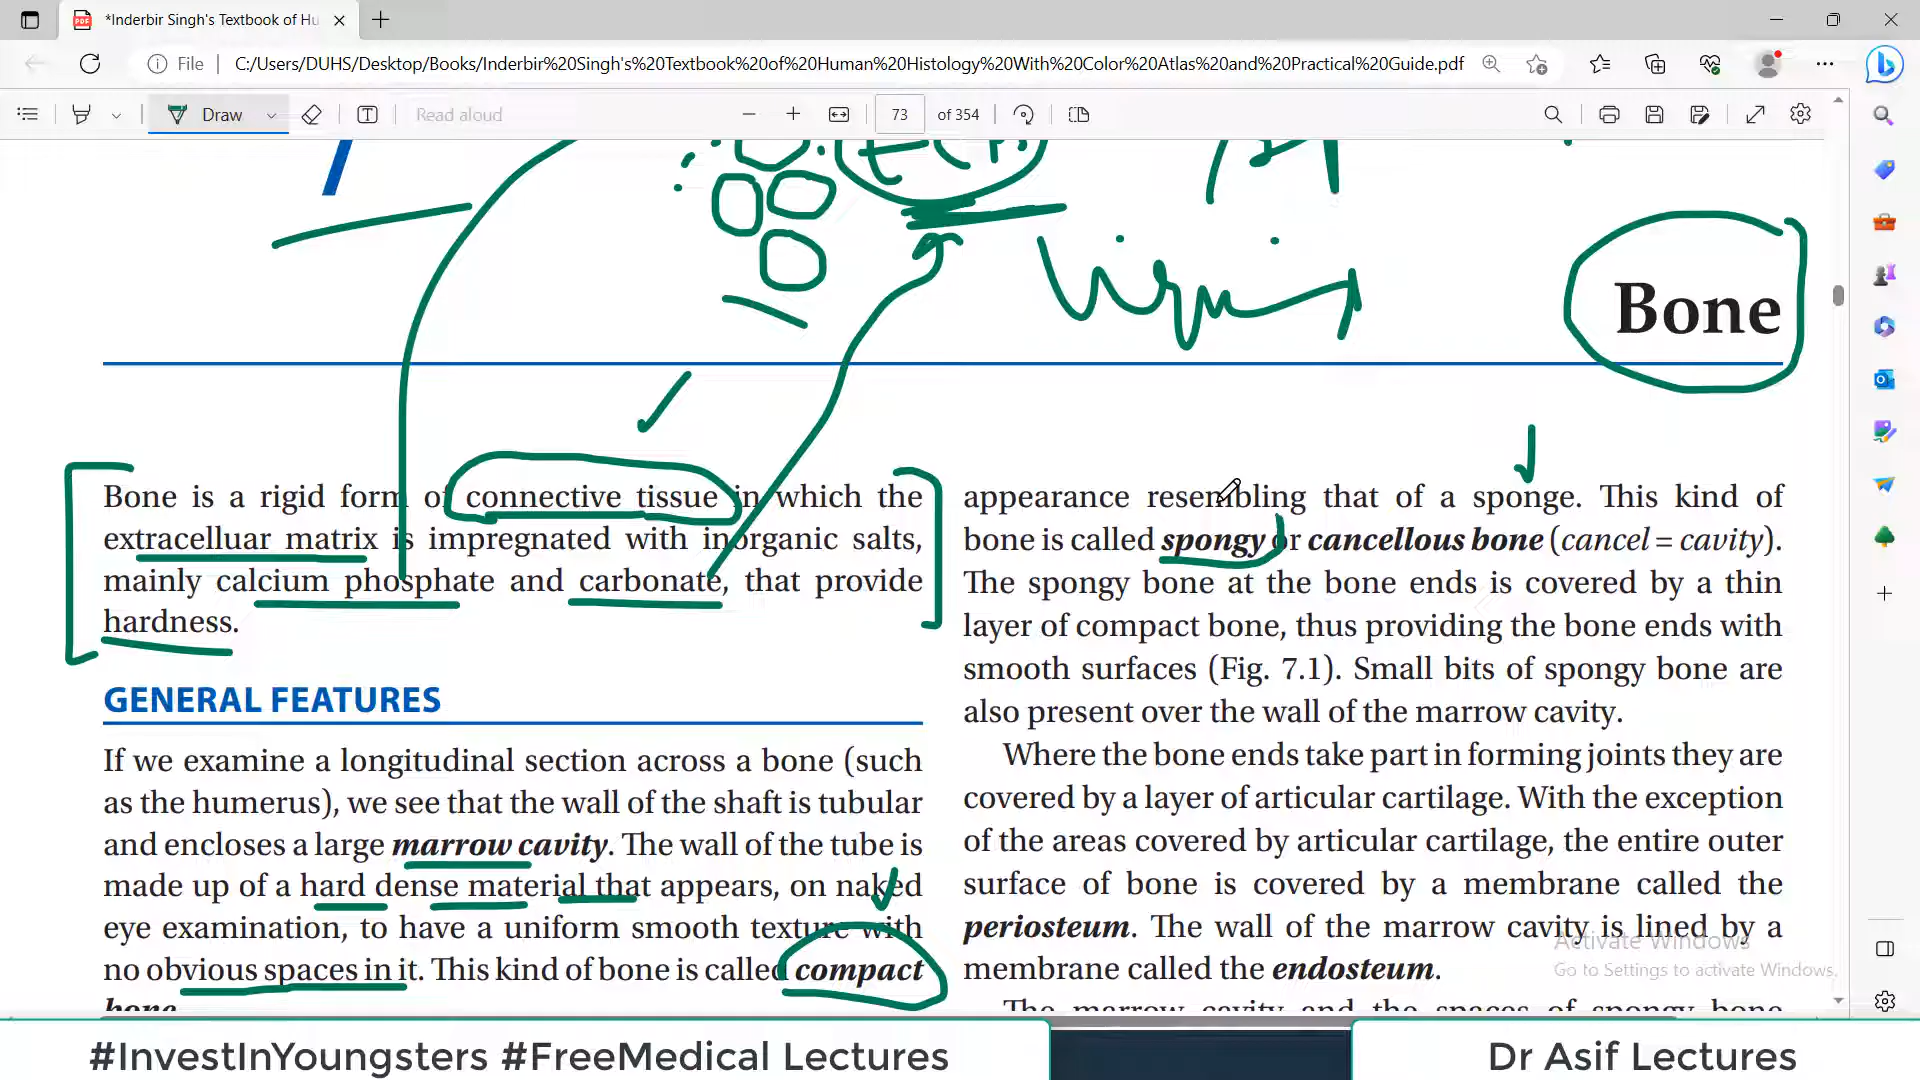 *Inderbir Singh's Textbook of Hu
File
C:/Users/DUHS/Desktop/Books/Inderbir%20Singh's%20Textbook%20of%20Human%20Histology%20With%20Color%20Atlas%20and%20Practical%20Guide.pdf
Draw
Read aloud
73 of 354
Bone
Bone is a rigid form of connective tissue in which the
extracelluar matrix is impregnated with inorganic salts,
mainly calcium phosphate and carbonate, that provide
hardness.
GENERAL FEATURES
If we examine a longitudinal section across a bone (such
as the humerus), we see that the wall of the shaft is tubular
and encloses a large marrow cavity. The wall of the tube is
made up of a hard dense material that appears, on naked
eye examination, to have a uniform smooth texture with
no obvious spaces in it. This kind of bone is called compact
bone
appearance resembling that of a sponge. This kind of
bone is called spongy or cancellous bone (cancel = cavity).
The spongy bone at the bone ends is covered by a thin
layer of compact bone, thus providing the bone ends with
smooth surfaces (Fig. 7.1). Small bits of spongy bone are
also present over the wall of the marrow cavity.
Where the bone ends take part in forming joints they are
covered by a layer of articular cartilage. With the exception
of the areas covered by articular cartilage, the entire outer
surface of bone is covered by a membrane called the
periosteum. The wall of the marrow cavity is lined by a
membrane called the endosteum.
The marrow cavity and the spaces of spongy bone
Activate Windows
Go to Settings to activate Windows.
#InvestInYoungsters #FreeMedical Lectures
Dr Asif Lectures